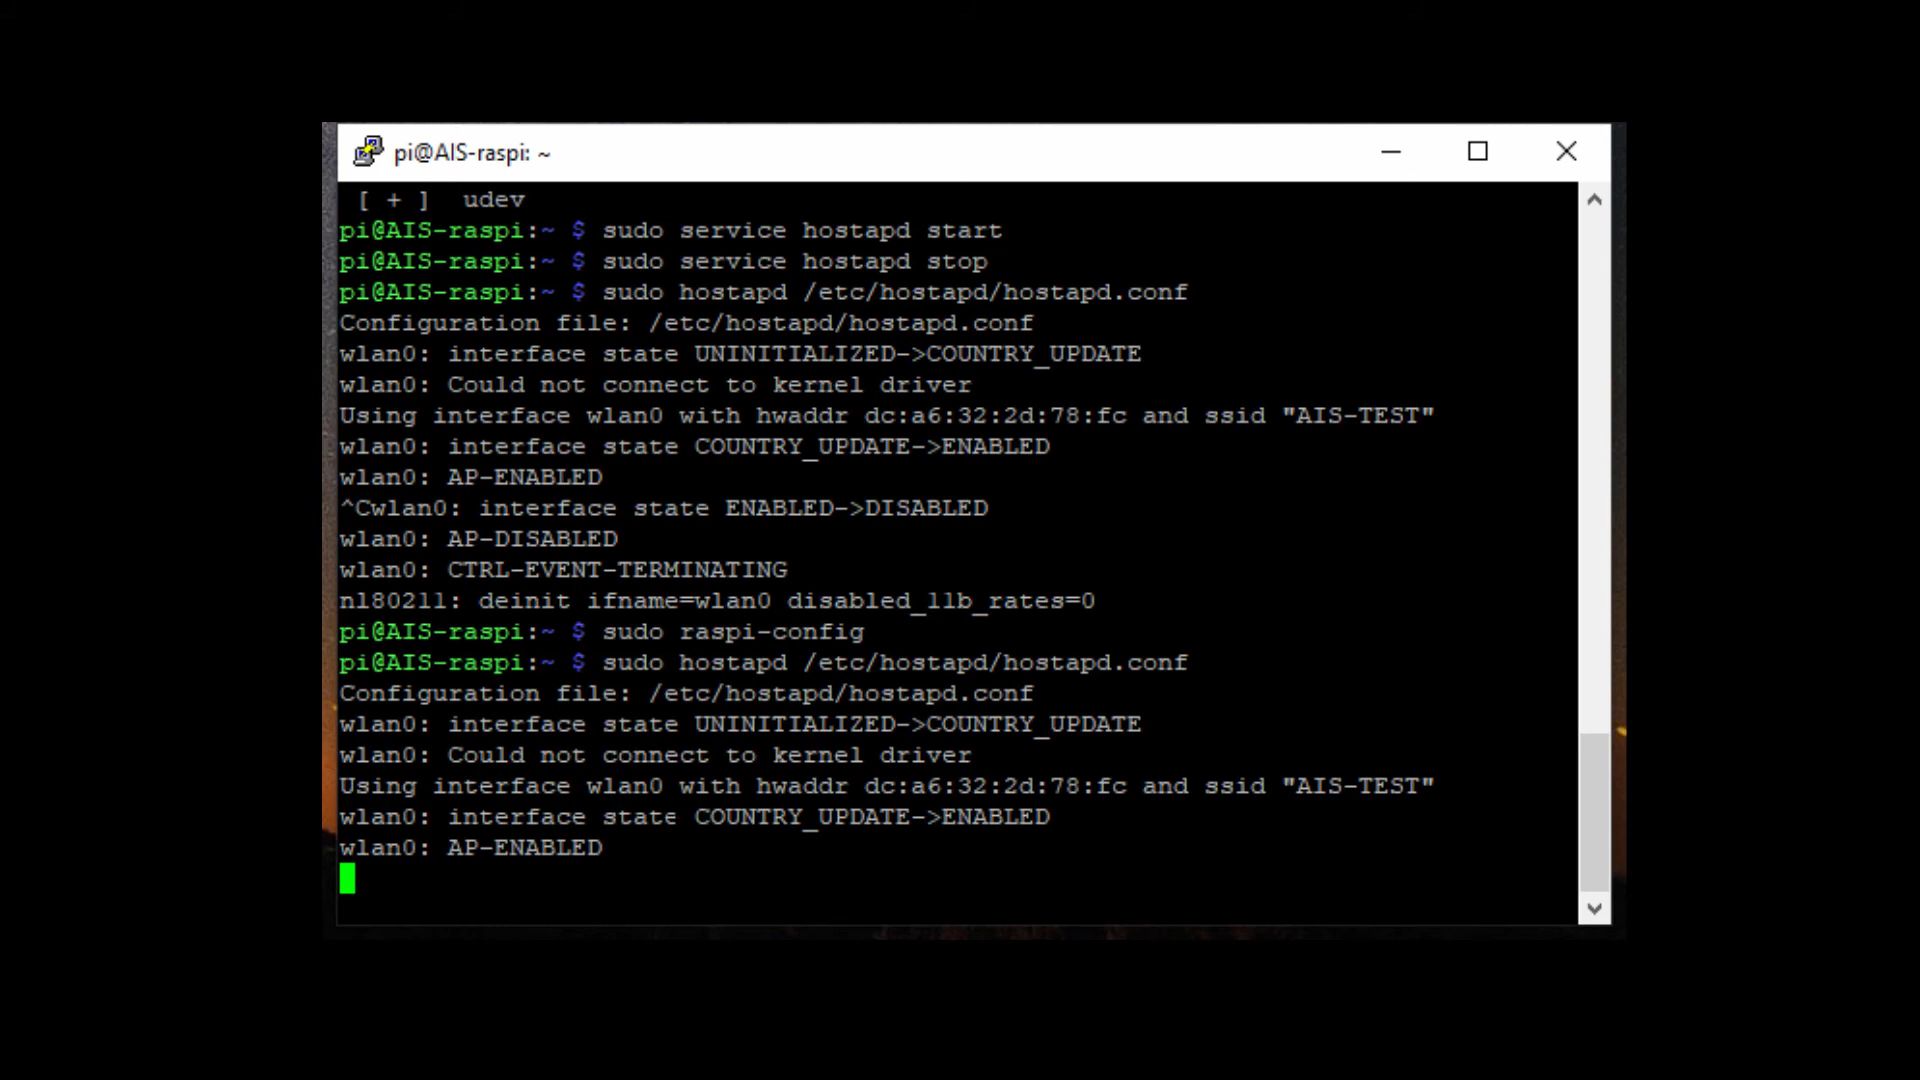 pi@AIS-raspi: ~
[ + ]  udev
pi@AIS-raspi:~ $ sudo service hostapd start
pi@AIS-raspi:~ $ sudo service hostapd stop
pi@AIS-raspi:~ $ sudo hostapd /etc/hostapd/hostapd.conf
Configuration file: /etc/hostapd/hostapd.conf
wlan0: interface state UNINITIALIZED->COUNTRY_UPDATE
wlan0: Could not connect to kernel driver
Using interface wlan0 with hwaddr dc:a6:32:2d:78:fc and ssid "AIS-TEST"
wlan0: interface state COUNTRY_UPDATE->ENABLED
wlan0: AP-ENABLED
^Cwlan0: interface state ENABLED->DISABLED
wlan0: AP-DISABLED
wlan0: CTRL-EVENT-TERMINATING
nl80211: deinit ifname=wlan0 disabled_11b_rates=0
pi@AIS-raspi:~ $ sudo raspi-config
pi@AIS-raspi:~ $ sudo hostapd /etc/hostapd/hostapd.conf
Configuration file: /etc/hostapd/hostapd.conf
wlan0: interface state UNINITIALIZED->COUNTRY_UPDATE
wlan0: Could not connect to kernel driver
Using interface wlan0 with hwaddr dc:a6:32:2d:78:fc and ssid "AIS-TEST"
wlan0: interface state COUNTRY_UPDATE->ENABLED
wlan0: AP-ENABLED